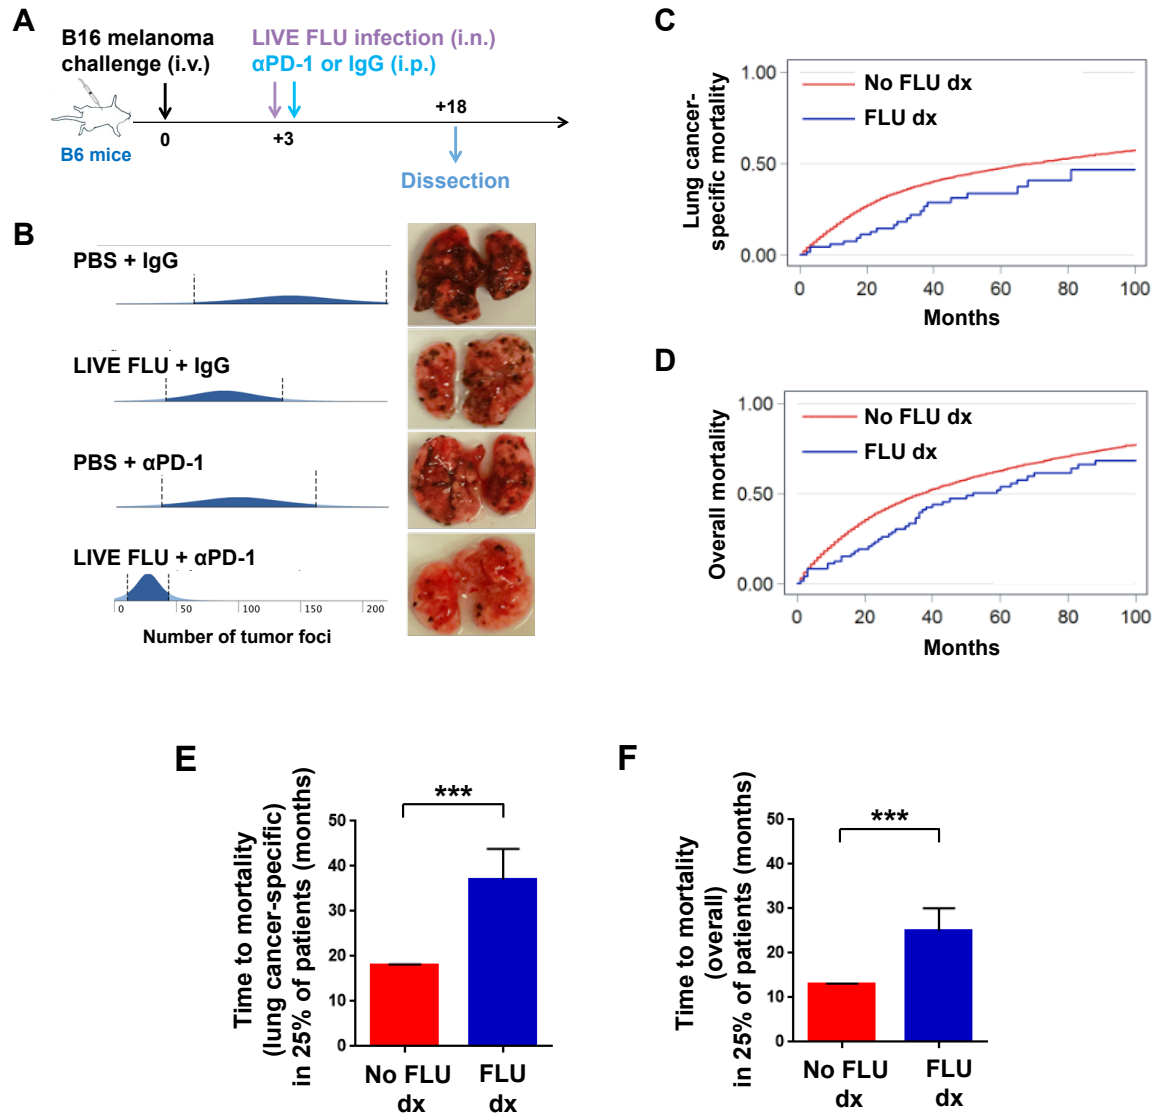 A
B16 melanoma
challenge (i.v.)
LIVE FLU infection (i.n.)
αPD-1 or IgG (i.p.)
B6 mice
0
+3
+18
Dissection
B
PBS + IgG
LIVE FLU + IgG
PBS + αPD-1
LIVE FLU + αPD-1
0
50
100
150
200
Number of tumor foci
C
Lung cancer-
specific mortality
1.00
0.50
0.00
No FLU dx
FLU dx
0
20
40
60
80
100
Months
D
Overall mortality
1.00
0.50
0.00
No FLU dx
FLU dx
0
20
40
60
80
100
Months
E
Time to mortality
(lung cancer-specific)
in 25% of patients (months)
50
40
30
20
10
0
***
No FLU
dx
FLU
dx
F
Time to mortality
(overall)
in 25% of patients (months)
50
40
30
20
10
0
***
No FLU
dx
FLU
dx